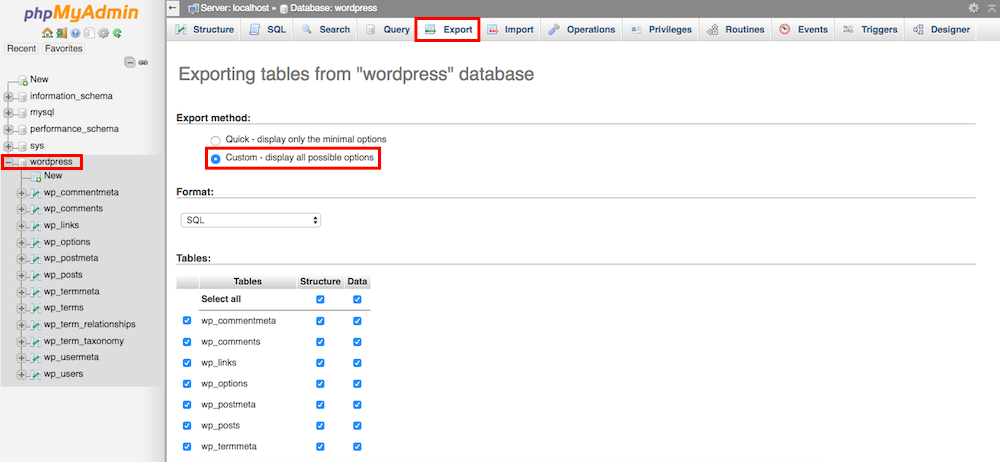 phpMyAdmin
Recent Favorites
New
information_schema
mysql
performance_schema
sys
wordpress
New
wp_commentmeta
wp_comments
wp_links
wp_options
wp_postmeta
wp_posts
wp_termmeta
wp_terms
wp_term_relationships
wp_term_taxonomy
wp_usermeta
wp_users
Server: localhost » Database: wordpress
Structure SQL Search Query Export Import Operations Privileges Routines Events Triggers Designer
Exporting tables from "wordpress" database
Export method:
Quick - display only the minimal options
Custom - display all possible options
Format:
SQL
Tables:
Tables Structure Data
Select all
wp_commentmeta
wp_comments
wp_links
wp_options
wp_postmeta
wp_posts
wp_termmeta